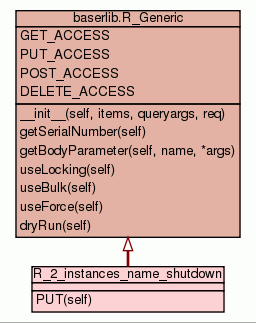 baserlib.R_Generic
GET_ACCESS
PUT_ACCESS
POST_ACCESS
DELETE_ACCESS
__init__(self, items, queryargs, req)
getSerialNumber(self)
getBodyParameter(self, name, *args)
useLocking(self)
useBulk(self)
useForce(self)
dryRun(self)
R_2_instances_name_shutdown
PUT(self)